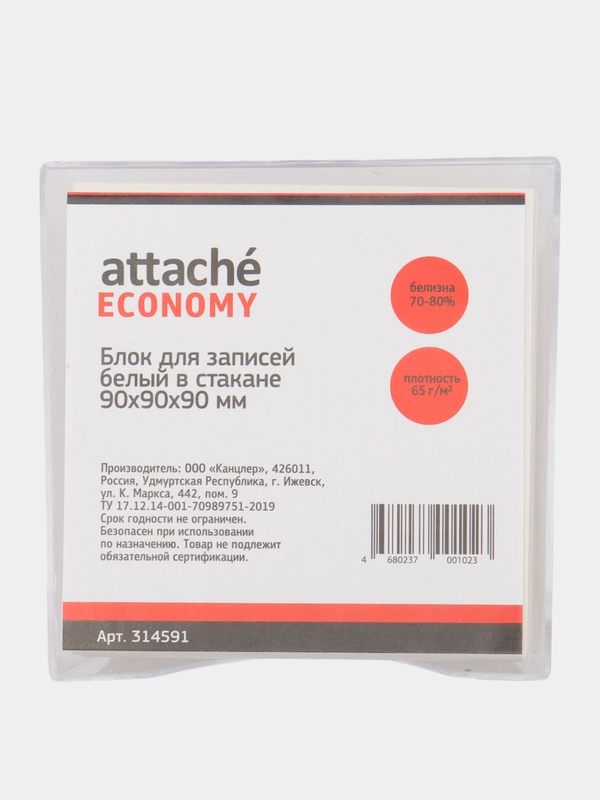 attaché
ECONOMY
белизна
70-80%
Блок для записей
белый в стакане
90х90х90 мм
плотность
65 г/м²
Производитель: ООО «Канцлер», 426011,
Россия, Удмуртская Республика, г. Ижевск,
ул. К. Маркса, 442, пом. 9
ТУ 17.12.14-001-70989751-2019
Срок годности не ограничен.
Безопасен при использовании
по назначению. Товар не подлежит
обязательной сертификации.
4 680237 001023
Арт. 314591